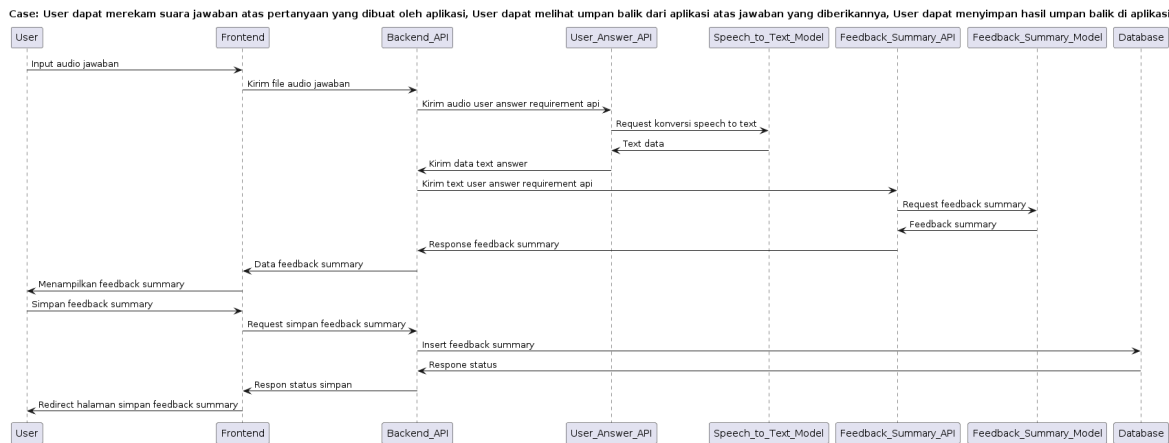 Case: User dapat merekam suara jawaban atas pertanyaan yang dibuat oleh aplikasi, User dapat melihat umpan balik dari aplikasi atas jawaban yang diberikannya, User dapat menyimpan hasil umpan balik di aplikasi
User Frontend Backend_API User_Answer_API Speech_to_Text_Model Feedback_Summary_API Feedback_Summary_Model Database
Input audio jawaban
Kirim file audio jawaban
Kirim audio user answer requirement api
Request konversi speech to text
Text data
Kirim data text answer
Kirim text user answer requirement api
Request feedback summary
Feedback summary
Response feedback summary
Data feedback summary
Menampilkan feedback summary
Simpan feedback summary
Request simpan feedback summary
Insert feedback summary
Respone status
Respon status simpan
Redirect halaman simpan feedback summary
User Frontend Backend_API User_Answer_API Speech_to_Text_Model Feedback_Summary_API Feedback_Summary_Model Database